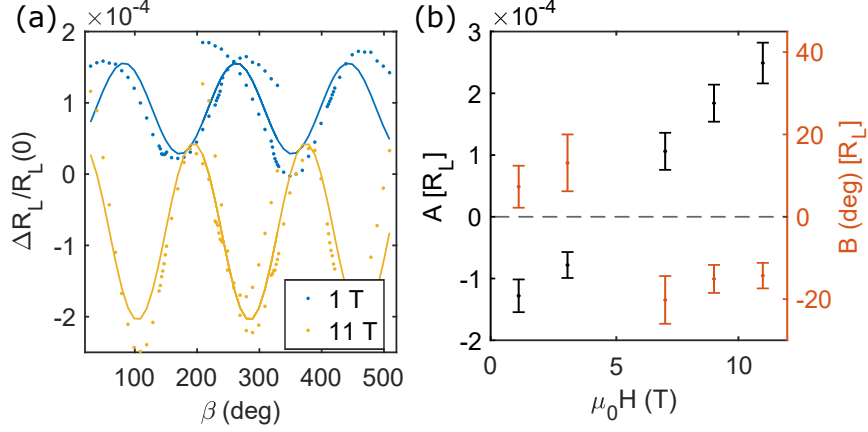 (a)
×10⁻⁴
2
1
0
-1
-2
ΔR_L/R_L(0)
1 T
11 T
100 200 300 400 500
β (deg)
(b)
×10⁻⁴
3
2
1
0
-1
-2
A [R_L]
40
20
0
-20
B (deg) [R_L]
0 5 10
μ₀H (T)